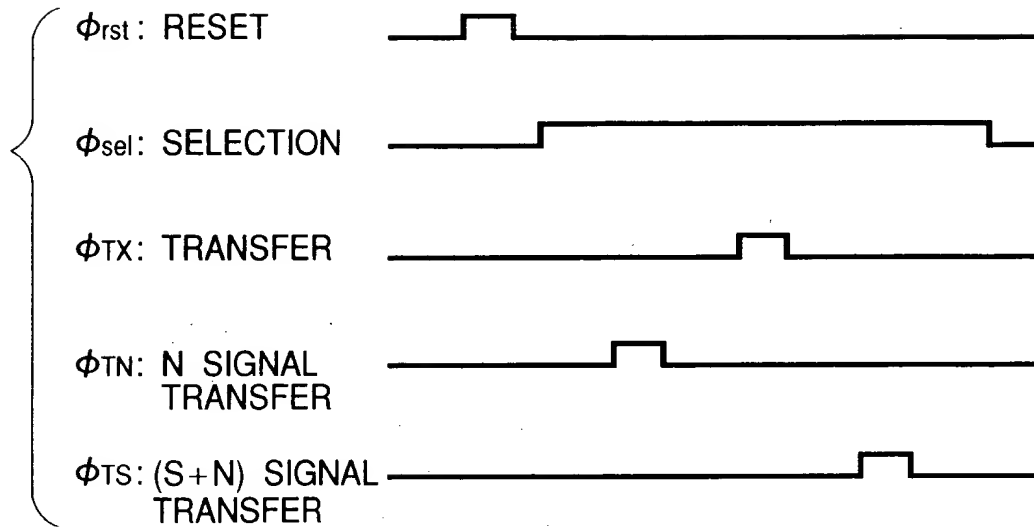 ϕrst: RESET
ϕsel: SELECTION
ϕTX: TRANSFER
ϕTN: N SIGNAL
TRANSFER
ϕTS: (S+N) SIGNAL
TRANSFER